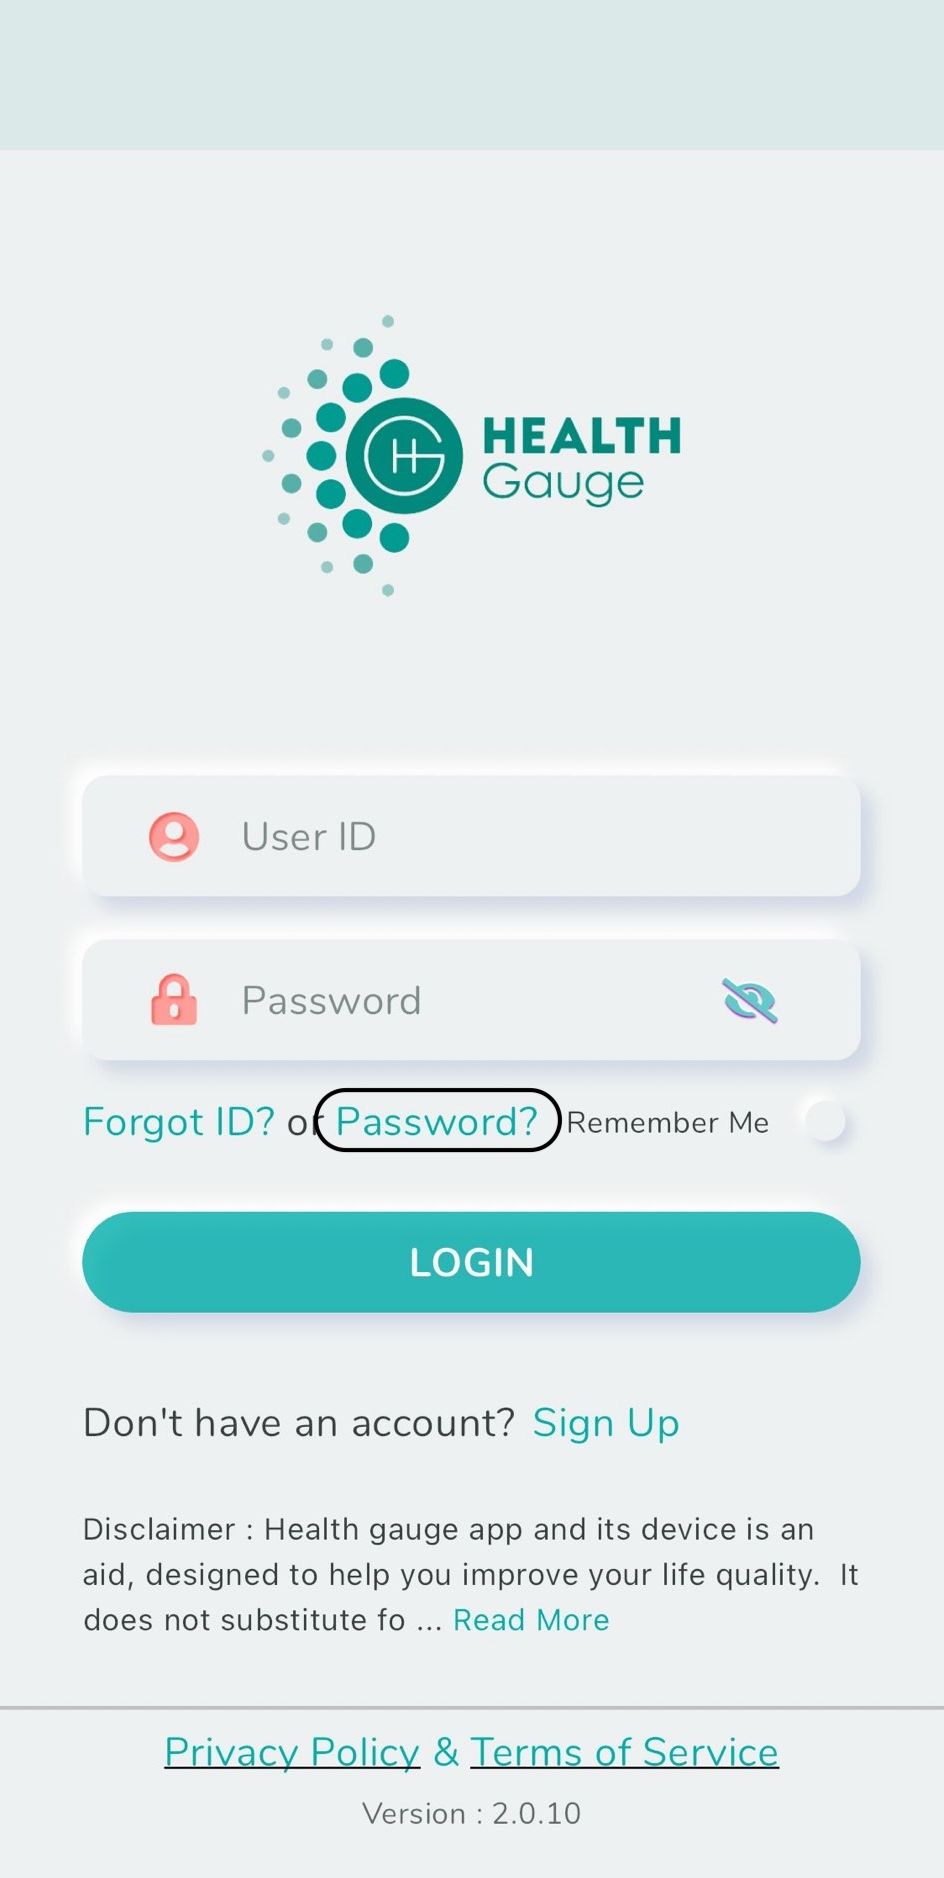 HEALTH
Gauge
User ID
Password
Forgot ID? or Password? Remember Me
LOGIN
Don't have an account? Sign Up
Disclaimer : Health gauge app and its device is an
aid, designed to help you improve your life quality. It
does not substitute fo ... Read More
Privacy Policy & Terms of Service
Version : 2.0.10